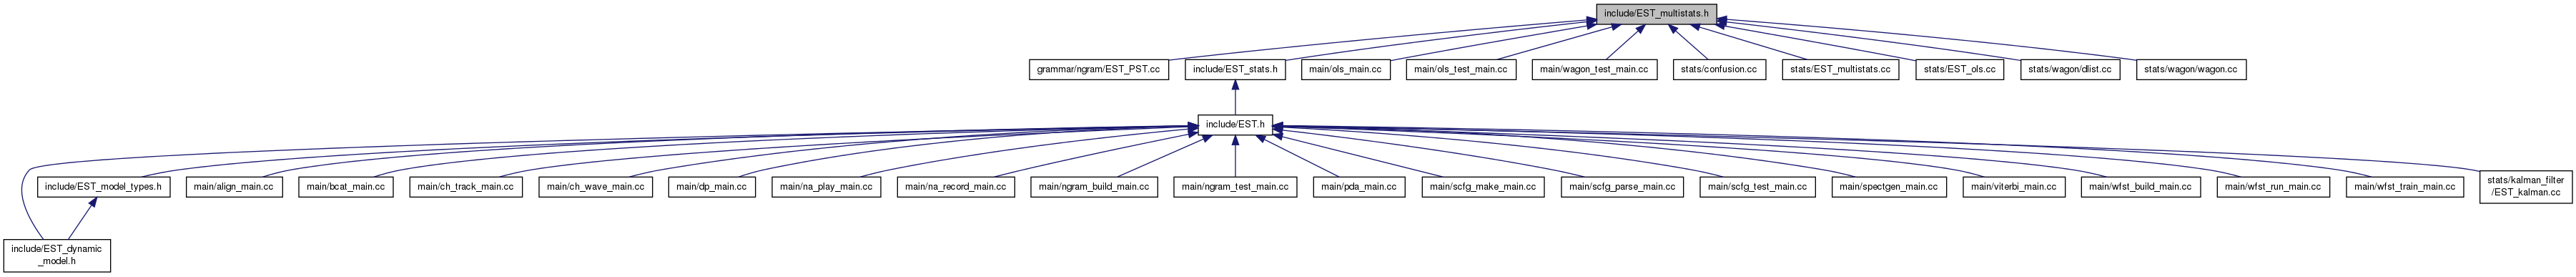 include/EST_multistats.h
grammar/ngram/EST_PST.cc
include/EST_stats.h
main/ols_main.cc
main/ols_test_main.cc
main/wagon_test_main.cc
stats/confusion.cc
stats/EST_multistats.cc
stats/EST_ols.cc
stats/wagon/dlist.cc
stats/wagon/wagon.cc
include/EST.h
include/EST_model_types.h
main/align_main.cc
main/bcat_main.cc
main/ch_track_main.cc
main/ch_wave_main.cc
main/dp_main.cc
main/na_play_main.cc
main/na_record_main.cc
main/ngram_build_main.cc
main/ngram_test_main.cc
main/pda_main.cc
main/scfg_make_main.cc
main/scfg_parse_main.cc
main/scfg_test_main.cc
main/spectgen_main.cc
main/viterbi_main.cc
main/wfst_build_main.cc
main/wfst_run_main.cc
main/wfst_train_main.cc
stats/kalman_filter
/EST_kalman.cc
include/EST_dynamic
_model.h